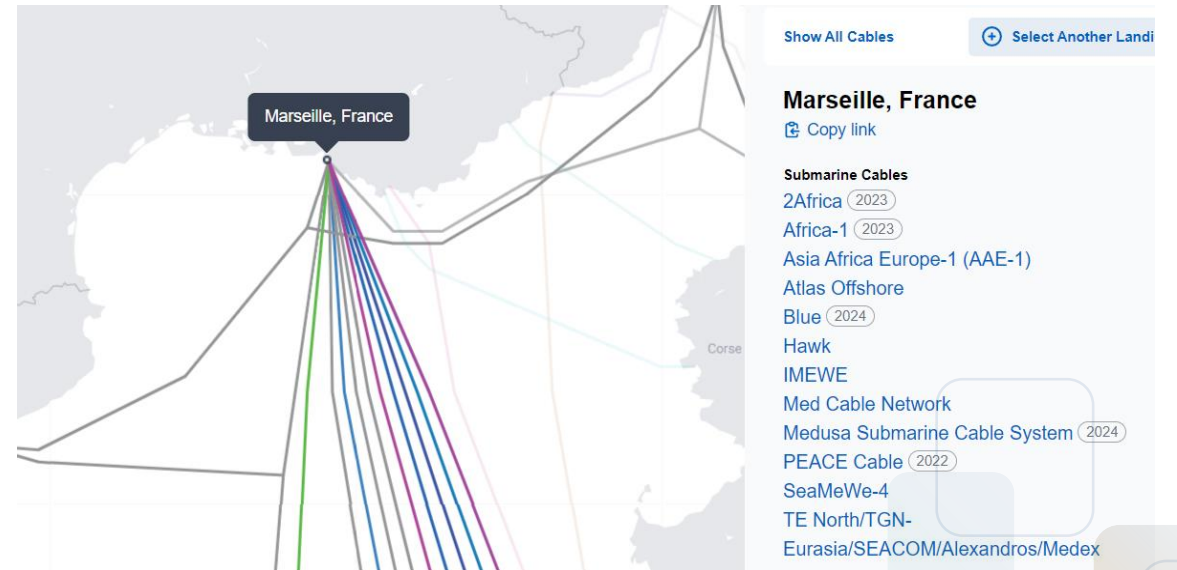 Marseille, France
Corse
Show All Cables
Select Another Landi
Marseille, France
Copy link
Submarine Cables
2Africa 2023
Africa-1 2023
Asia Africa Europe-1 (AAE-1)
Atlas Offshore
Blue 2024
Hawk
IMEWE
Med Cable Network
Medusa Submarine Cable System 2024
PEACE Cable 2022
SeaMeWe-4
TE North/TGN-
Eurasia/SEACOM/Alexandros/Medex